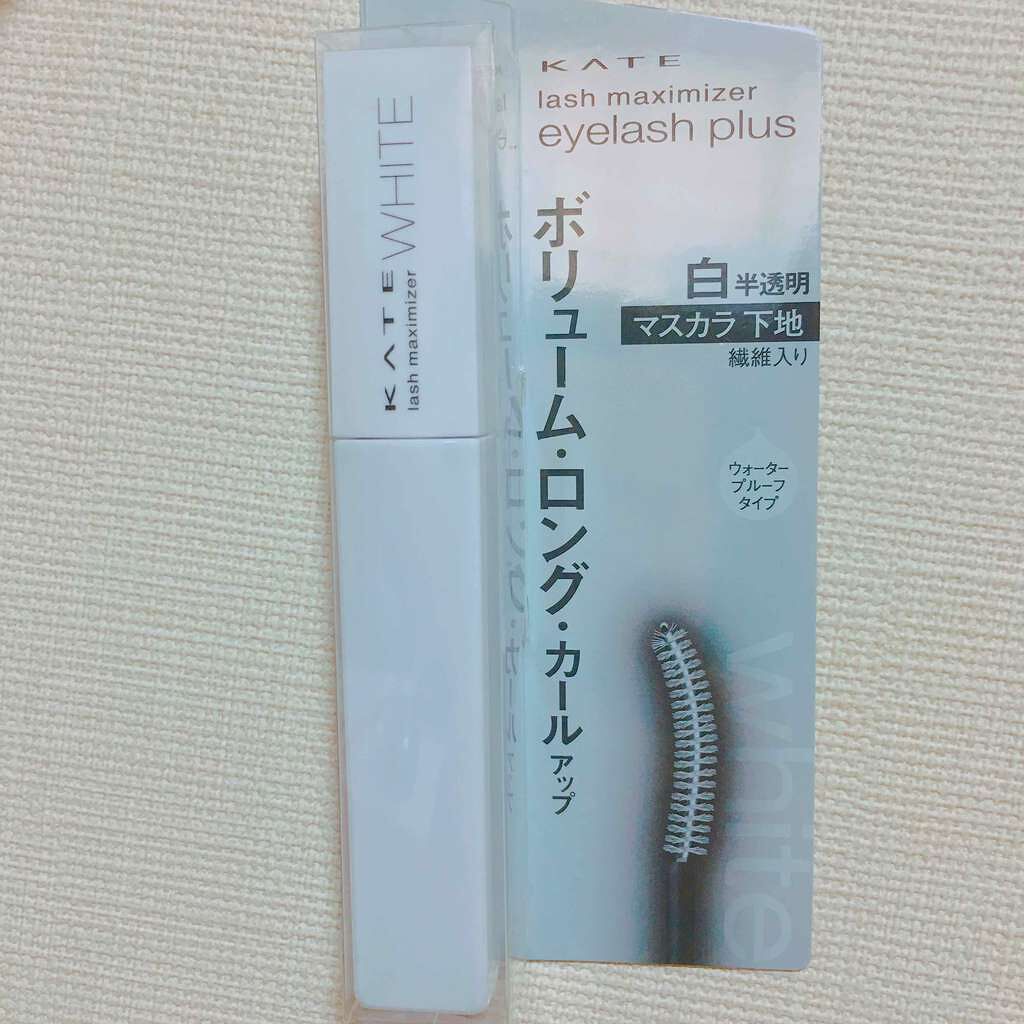 KATE WHITE
lash maximizer
KATE
lash maximizer
eyelash plus
ボリューム・ロング・カールアップ
白 半透明
マスカラ 下地
繊維入り
ウォーター
プルーフ
タイプ
white